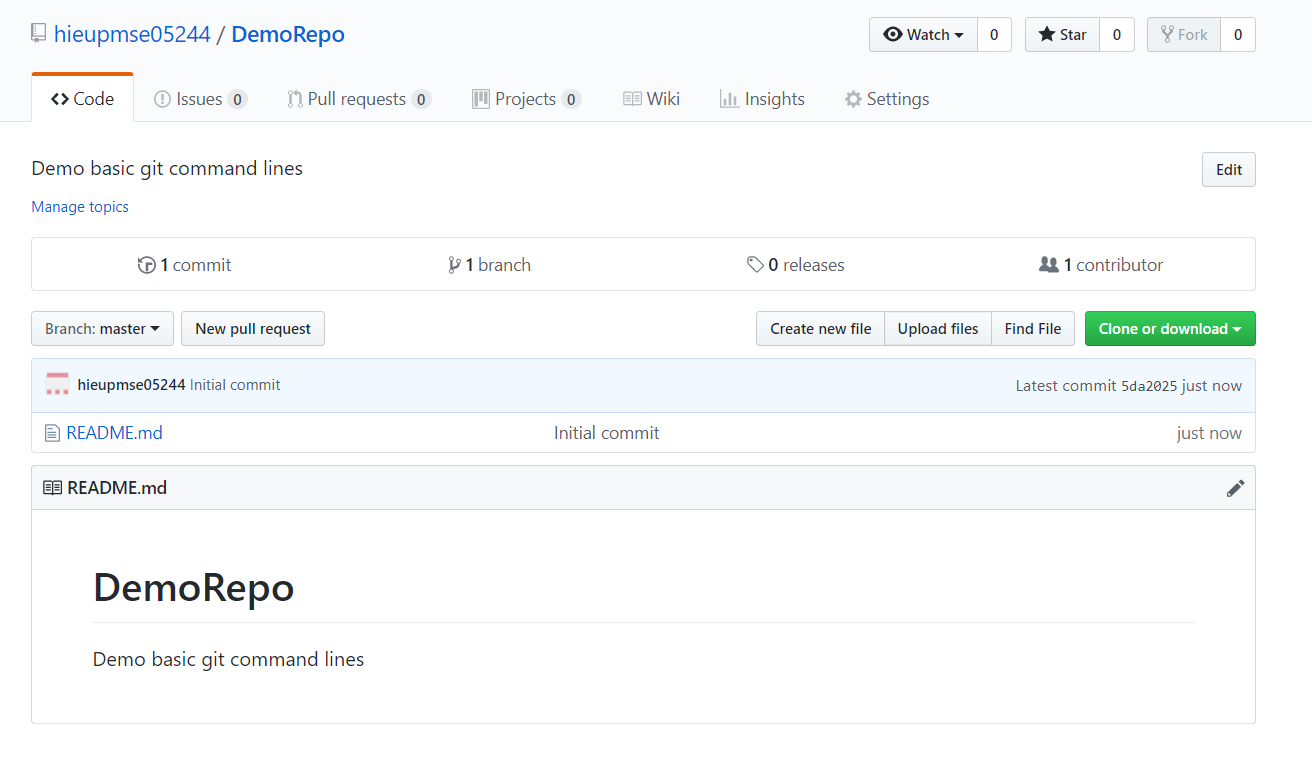 hieupmse05244 / DemoRepo
Watch 0 Star 0 Fork 0
Code Issues 0 Pull requests 0 Projects 0 Wiki Insights Settings
Demo basic git command lines
Edit
Manage topics
1 commit 1 branch 0 releases 1 contributor
Branch: master New pull request Create new file Upload files Find File Clone or download
hieupmse05244 Initial commit Latest commit 5da2025 just now
README.md Initial commit just now
README.md
DemoRepo
Demo basic git command lines